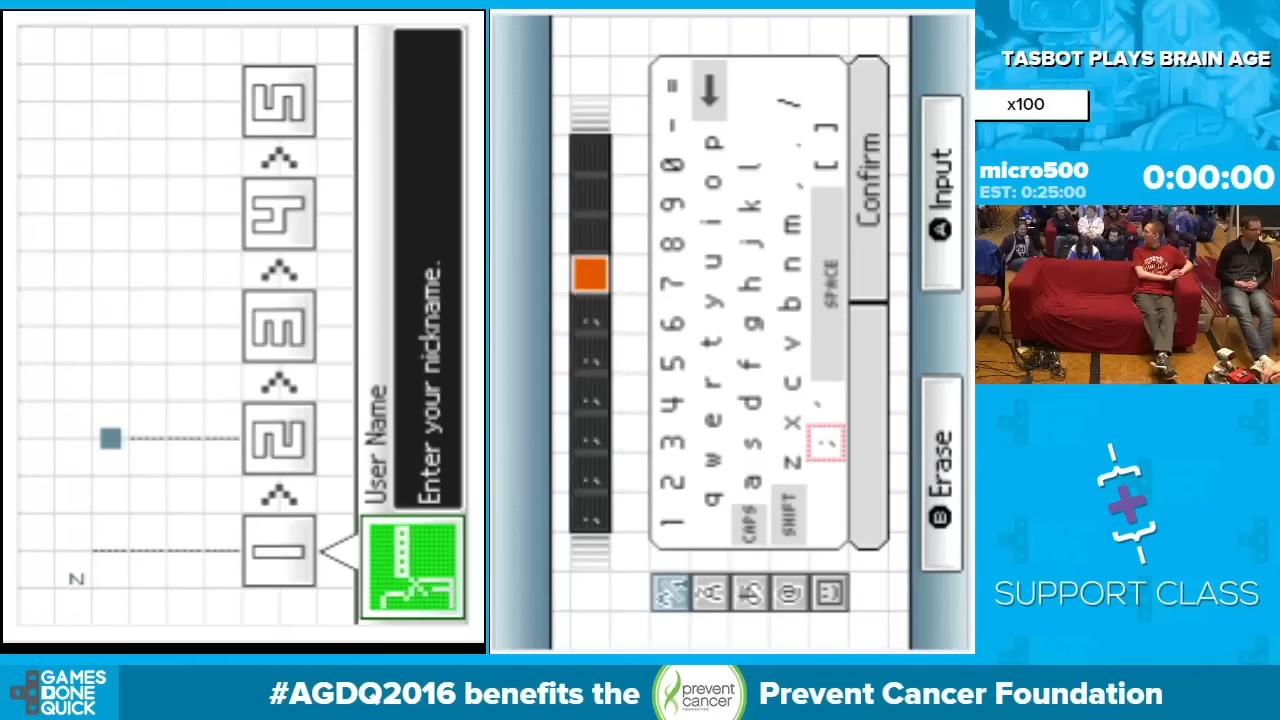 TASBOT PLAYS BRAIN AGE
x100
micro500
EST: 0:25:00
0:00:00
SUPPORT CLASS
1 > 2 > 3 > 4 > 5
User Name
Enter your nickname.
; ; ; ; ; ;
1 2 3 4 5 6 7 8 9 0 - =
q w e r t y u i o p ←
CAPS a s d f g h j k l
SHIFT z x c v b n m , . /
; ' SPACE [ ]
Confirm
B Erase
A Input
GAMES DONE QUICK
#AGDQ2016 benefits the
prevent cancer
Prevent Cancer Foundation